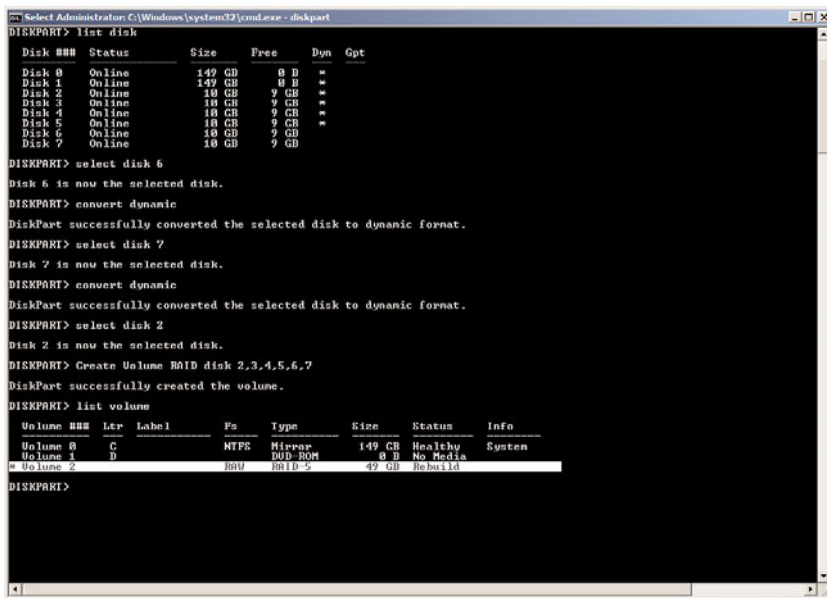 Select Administrator: C:\Windows\system32\cmd.exe - diskpart
DISKPART> list disk
Disk ### Status Size Free Dyn Gpt
Disk 0 Online 149 GB 0 B *
Disk 1 Online 149 GB 0 B *
Disk 2 Online 10 GB 9 GB *
Disk 3 Online 10 GB 9 GB *
Disk 4 Online 10 GB 9 GB *
Disk 5 Online 10 GB 9 GB *
Disk 6 Online 10 GB 9 GB
Disk 7 Online 10 GB 9 GB
DISKPART> select disk 6
Disk 6 is now the selected disk.
DISKPART> convert dynamic
DiskPart successfully converted the selected disk to dynamic format.
DISKPART> select disk 7
Disk 7 is now the selected disk.
DISKPART> convert dynamic
DiskPart successfully converted the selected disk to dynamic format.
DISKPART> select disk 2
Disk 2 is now the selected disk.
DISKPART> Create Volume RAID disk 2,3,4,5,6,7
DiskPart successfully created the volume.
DISKPART> list volume
Volume ### Ltr Label Fs Type Size Status Info
Volume 0 C NTFS Mirror 149 GB Healthy System
Volume 1 D DVD-ROM 0 B No Media
* Volume 2 RAW RAID-5 49 GB Rebuild
DISKPART>